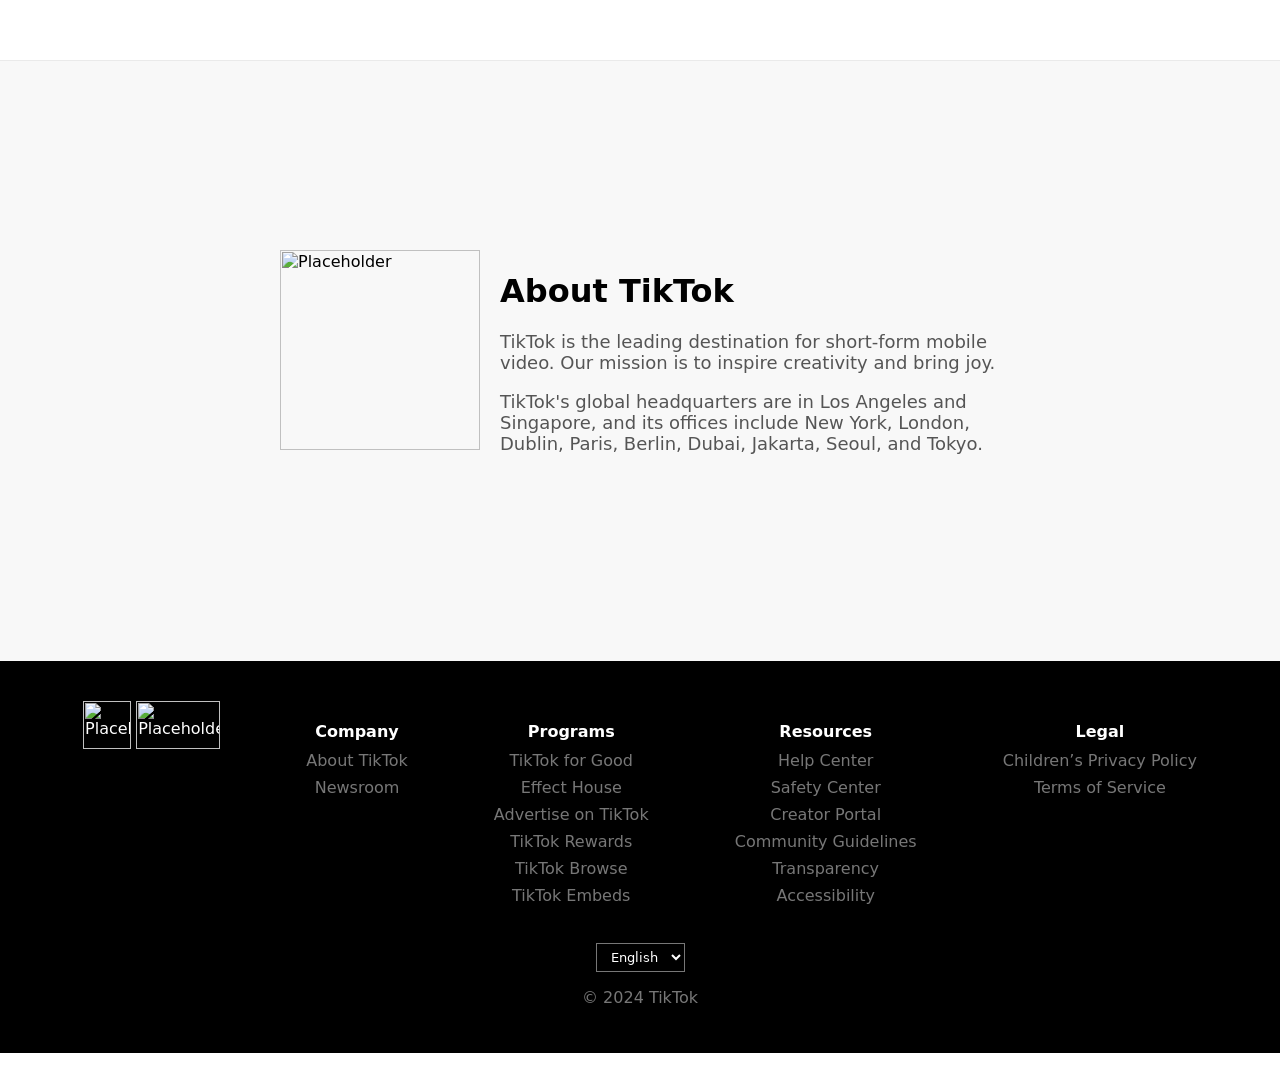 Placeholder
About TikTok
TikTok is the leading destination for short-form mobile
video. Our mission is to inspire creativity and bring joy.
TikTok's global headquarters are in Los Angeles and
Singapore, and its offices include New York, London,
Dublin, Paris, Berlin, Dubai, Jakarta, Seoul, and Tokyo.
Company
About TikTok
Newsroom
Programs
TikTok for Good
Effect House
Advertise on TikTok
TikTok Rewards
TikTok Browse
TikTok Embeds
Resources
Help Center
Safety Center
Creator Portal
Community Guidelines
Transparency
Accessibility
Legal
Children’s Privacy Policy
Terms of Service
English
© 2024 TikTok